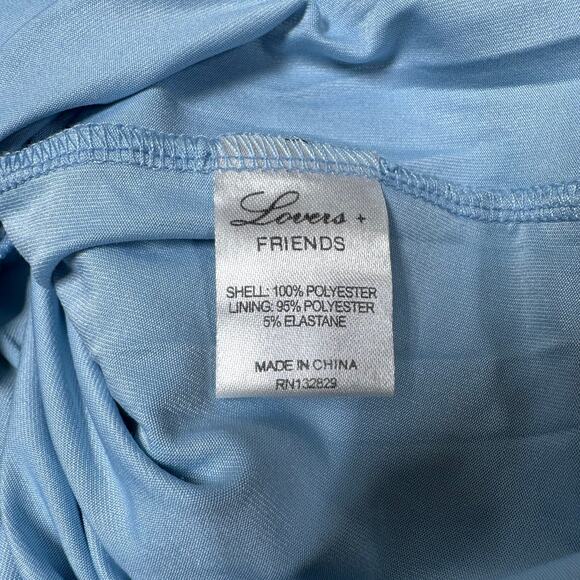 Lovers +
FRIENDS
SHELL: 100% POLYESTER
LINING: 95% POLYESTER
5% ELASTANE
MADE IN CHINA
RN132829